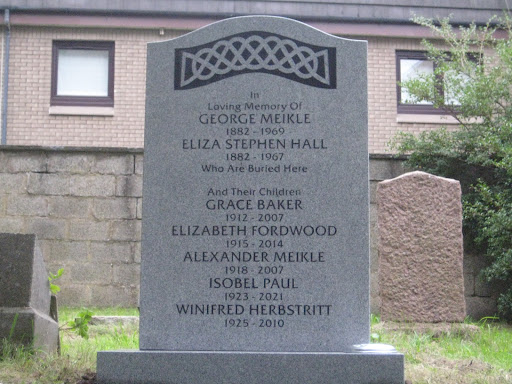 In
Loving Memory Of
GEORGE MEIKLE
1882 - 1969
ELIZA STEPHEN HALL
1882 - 1967
Who Are Buried Here
And Their Children
GRACE BAKER
1912 - 2007
ELIZABETH FORDWOOD
1915 - 2014
ALEXANDER MEIKLE
1918 - 2007
ISOBEL PAUL
1923 - 2021
WINIFRED HERBSTRITT
1925 - 2010